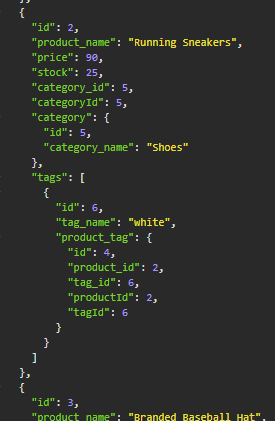 {
"id": 2,
"product_name": "Running Sneakers",
"price": 90,
"stock": 25,
"category_id": 5,
"categoryId": 5,
"category": {
"id": 5,
"category_name": "Shoes"
},
"tags": [
{
"id": 6,
"tag_name": "white",
"product_tag": {
"id": 4,
"product_id": 2,
"tag_id": 6,
"productId": 2,
"tagId": 6
}
}
]
},
{
"id": 3,
"product_name": "Branded Baseball Hat",